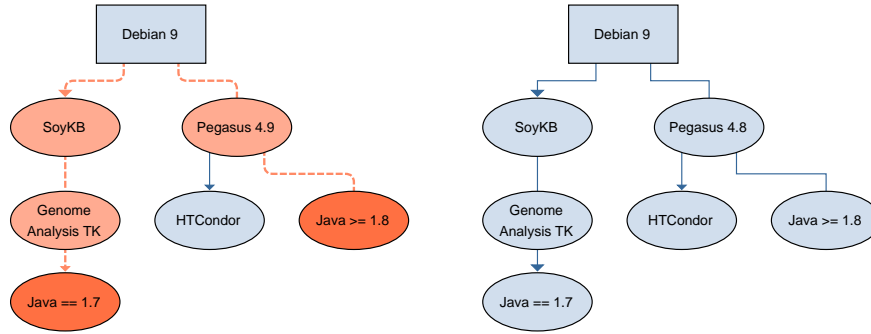 Debian 9
SoyKB
Pegasus 4.9
Genome
Analysis TK
HTCondor
Java >= 1.8
Java == 1.7
Debian 9
SoyKB
Pegasus 4.8
Genome
Analysis TK
HTCondor
Java >= 1.8
Java == 1.7